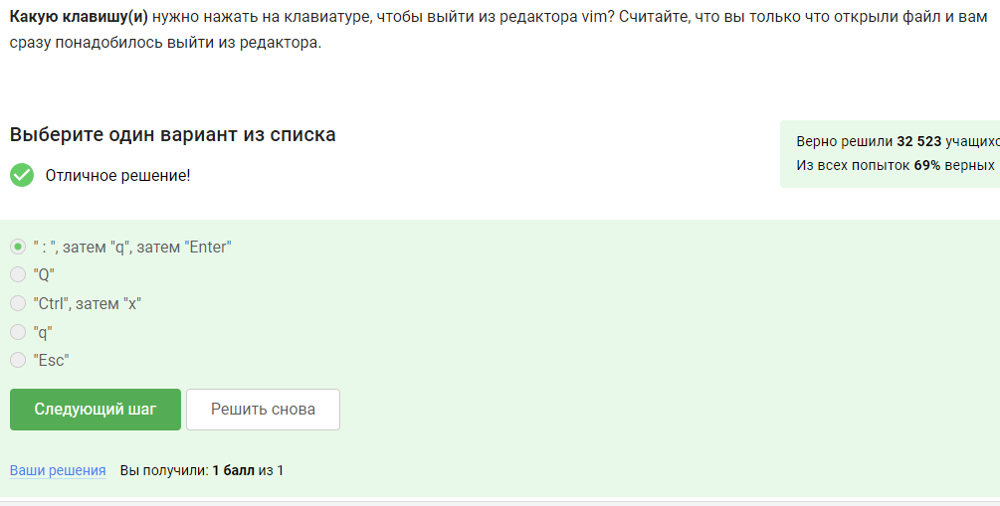 Какую клавишу(и) нужно нажать на клавиатуре, чтобы выйти из редактора vim? Считайте, что вы только что открыли файл и вам
сразу понадобилось выйти из редактора.
Выберите один вариант из списка
Верно решили 32 523 учащихс
Из всех попыток 69% верных
Отличное решение!
" : ", затем "q", затем "Enter"
"Q"
"Ctrl", затем "x"
"q"
"Esc"
Следующий шаг
Решить снова
Ваши решения Вы получили: 1 балл из 1